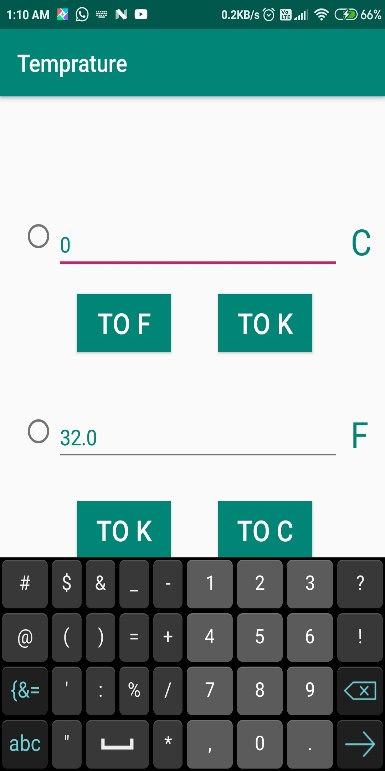 1:10 AM 0.2KB/s 66%
Temprature
0 C
TO F TO K
32.0 F
TO K TO C
# $ & _ - 1 2 3 ?
@ ( ) = + 4 5 6 !
{&= ' : % / 7 8 9
abc " * , 0 .